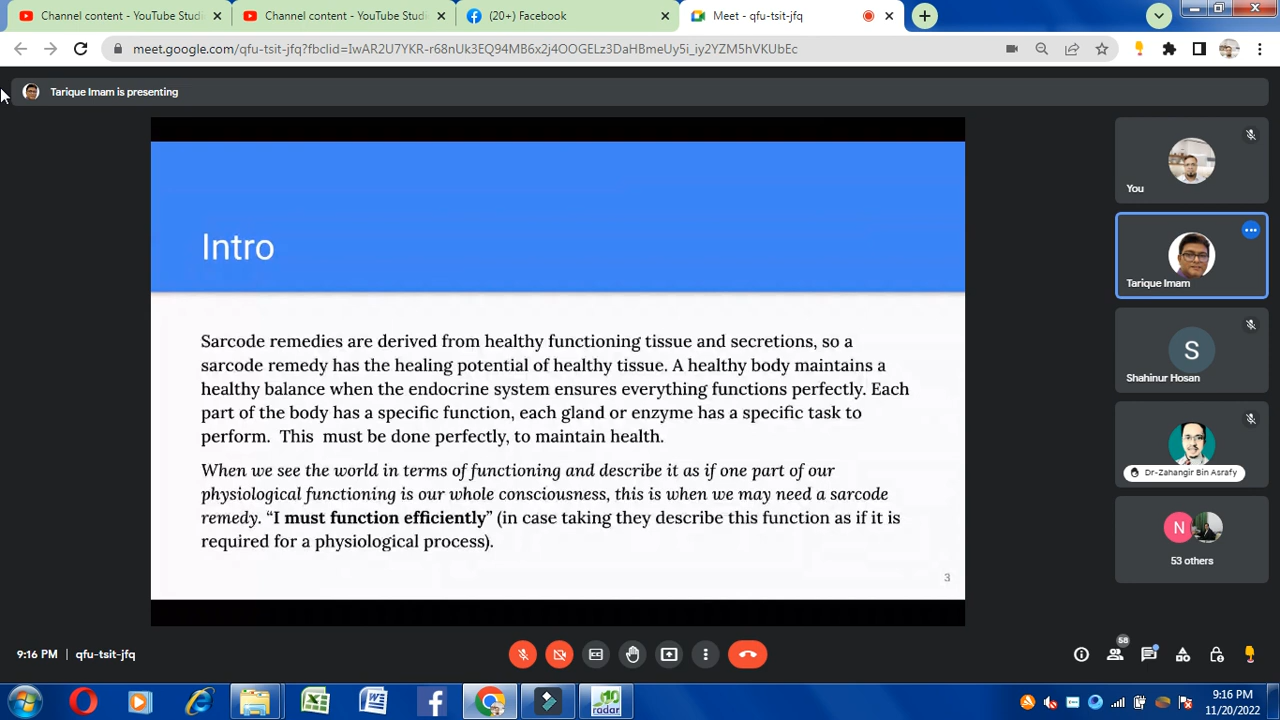 Channel content - YouTube Studi
Channel content - YouTube Studi
(20+) Facebook
Meet - qfu-tsit-jfq
meet.google.com/qfu-tsit-jfq?fbclid=IwAR2U7YKR-r68nUk3EQ94MB6x2j4OOGELz3DaHBmeUy5i_iy2YZM5hVKUbEc
Tarique Imam is presenting
Intro
Sarcode remedies are derived from healthy functioning tissue and secretions, so a
sarcode remedy has the healing potential of healthy tissue. A healthy body maintains a
healthy balance when the endocrine system ensures everything functions perfectly. Each
part of the body has a specific function, each gland or enzyme has a specific task to
perform.  This  must be done perfectly, to maintain health.
When we see the world in terms of functioning and describe it as if one part of our
physiological functioning is our whole consciousness, this is when we may need a sarcode
remedy. “I must function efficiently” (in case taking they describe this function as if it is
required for a physiological process).
3
You
Tarique Imam
S
Shahinur Hosan
Dr-Zahangir Bin Asrafy
N
53 others
9:16 PM | qfu-tsit-jfq
58
10
radar
9:16 PM
11/20/2022